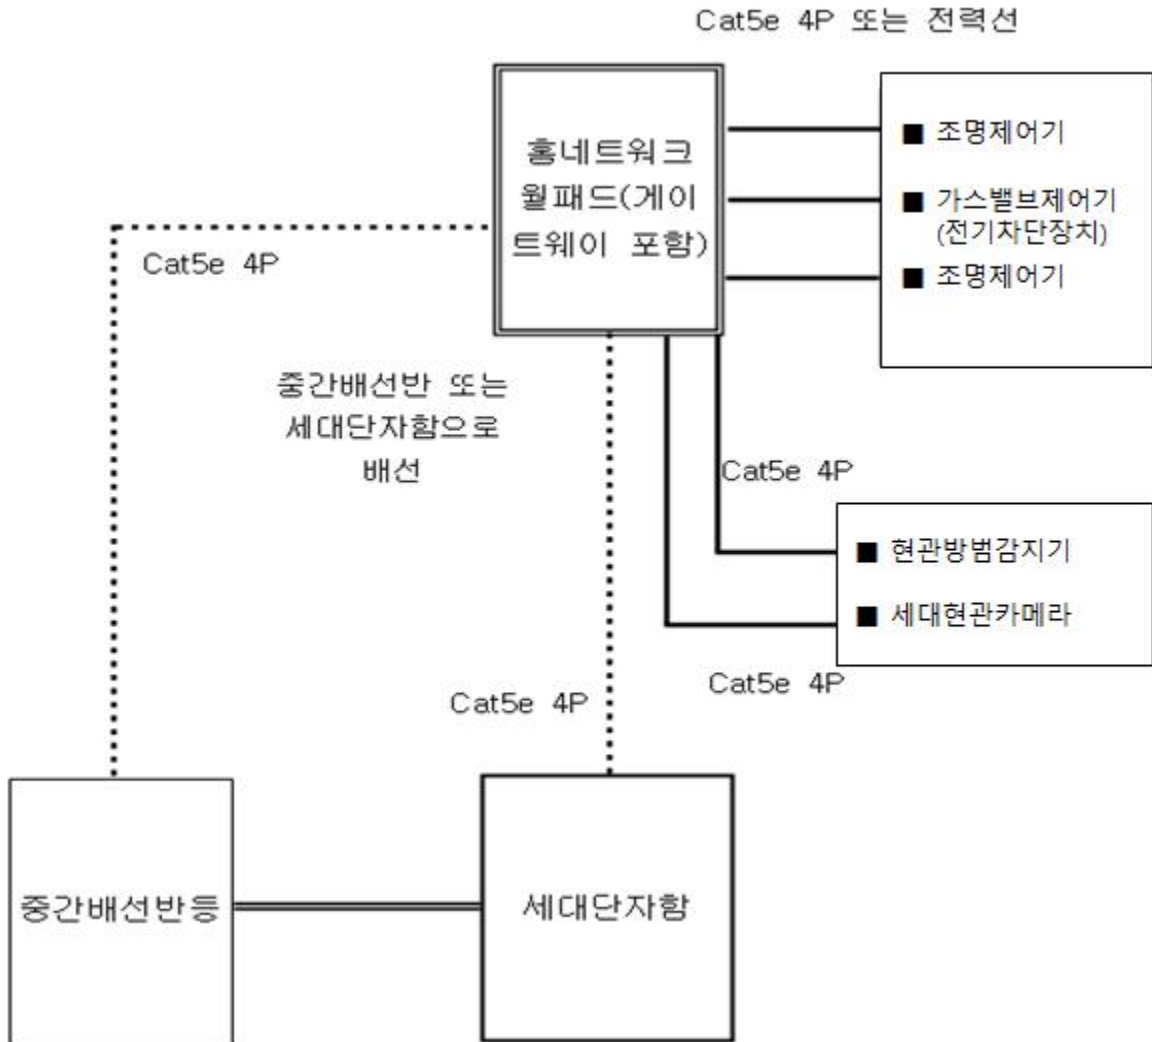 Cat5e 4P 또는 전력선
홈네트워크
월패드(게이
트웨이 포함)
■ 조명제어기
■ 가스밸브제어기
(전기차단장치)
■ 조명제어기
Cat5e 4P
중간배선반 또는
세대단자함으로
배선
Cat5e 4P
■ 현관방범감지기
■ 세대현관카메라
Cat5e 4P
Cat5e 4P
중간배선반등
세대단자함